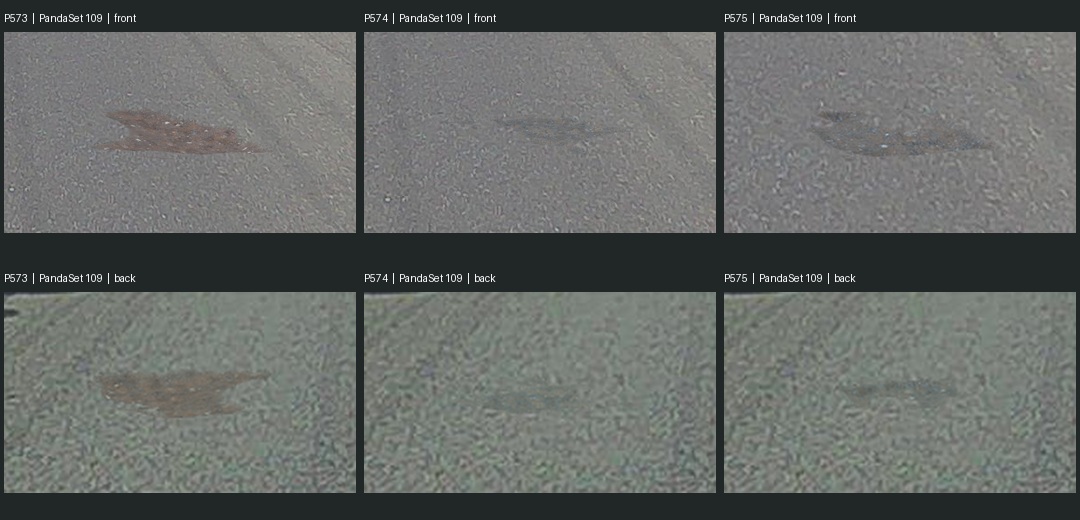 P573 | PandaSet 109 | front
P574 | PandaSet 109 | front
P575 | PandaSet 109 | front
P573 | PandaSet 109 | back
P574 | PandaSet 109 | back
P575 | PandaSet 109 | back